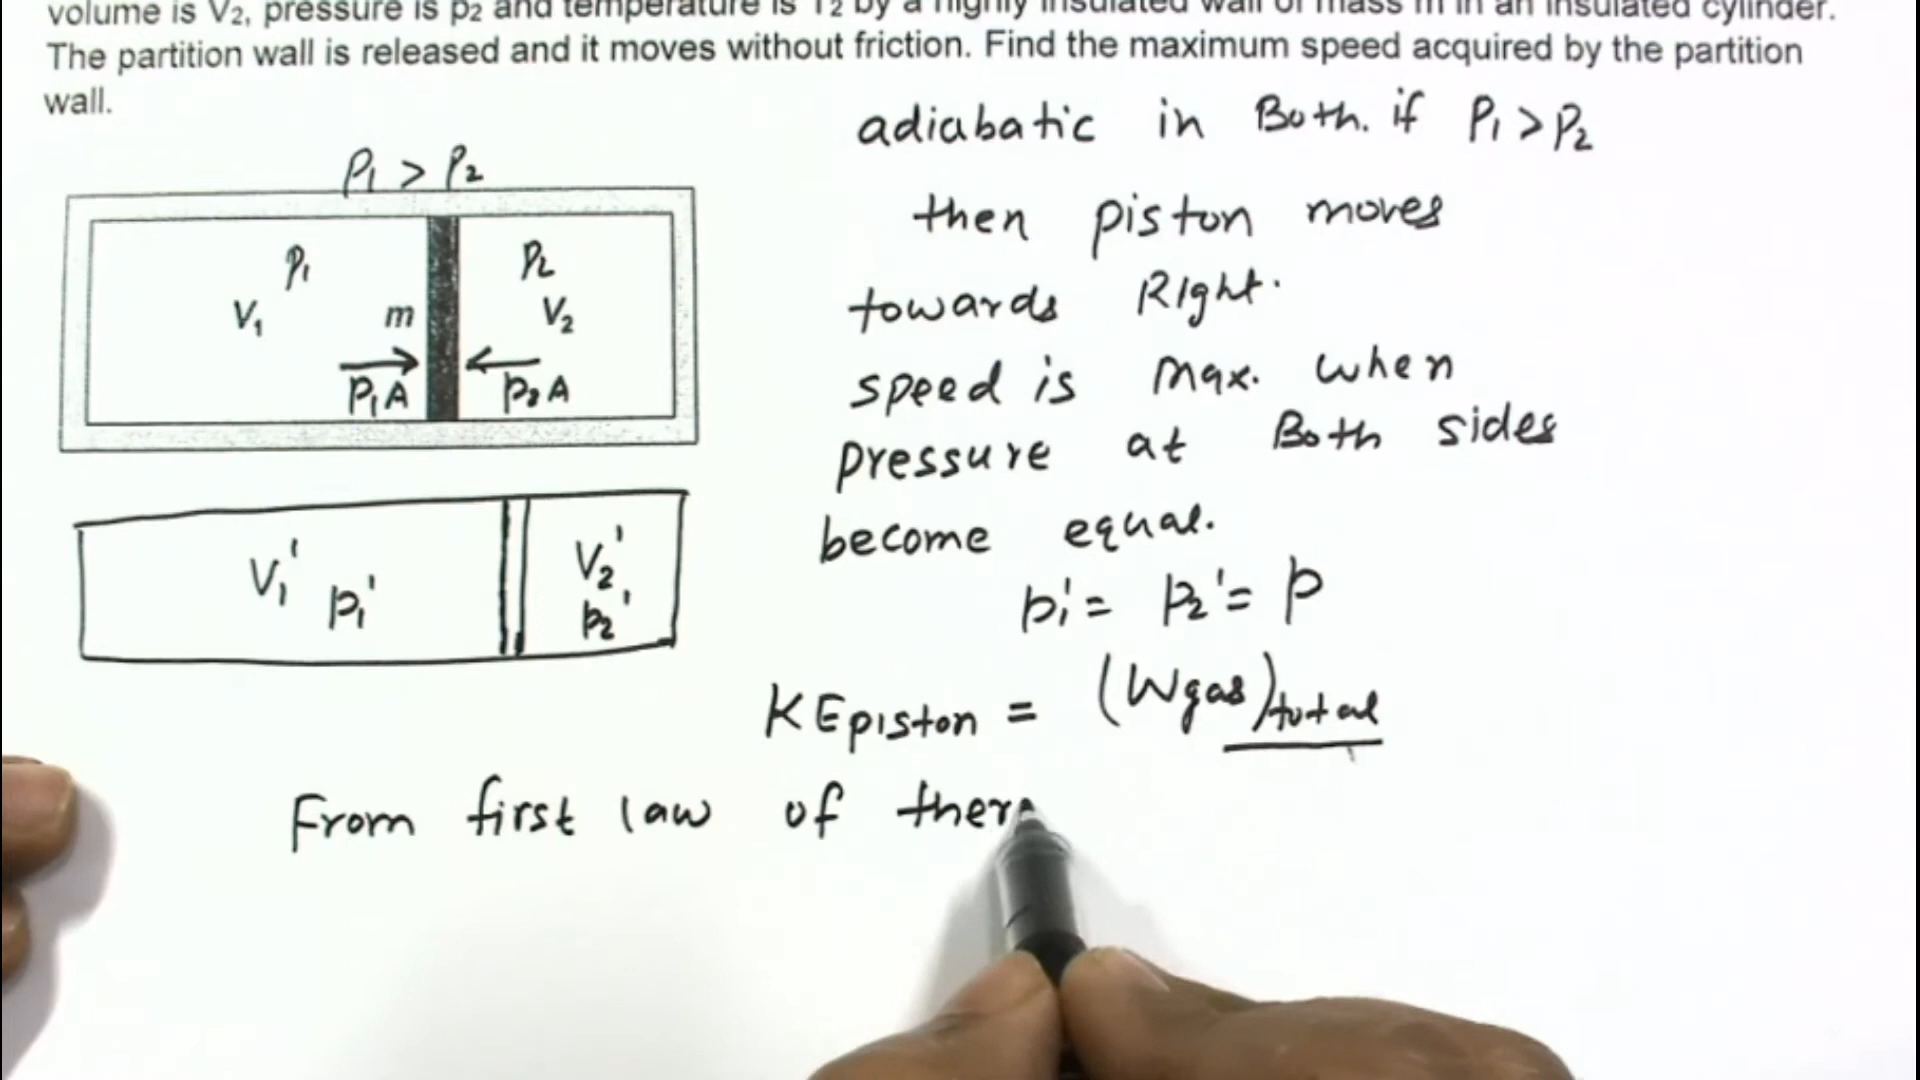 volume is V₂, pressure is p₂ and temperature is T₂ by a highly insulated wall of mass m in an insulated cylinder.
The partition wall is released and it moves without friction. Find the maximum speed acquired by the partition
wall.
P₁ > P₂
P₁
V₁
m
P₁A
P₂
V₂
P₂A
V₁' p₁'
V₂'
p₂'
adiabatic in Both. if P₁ > P₂
then piston moves
towards Right.
speed is max. when
pressure at Both sides
become equal.
p₁' = p₂' = p
KEpiston = (Wgas)total
From first law of ther